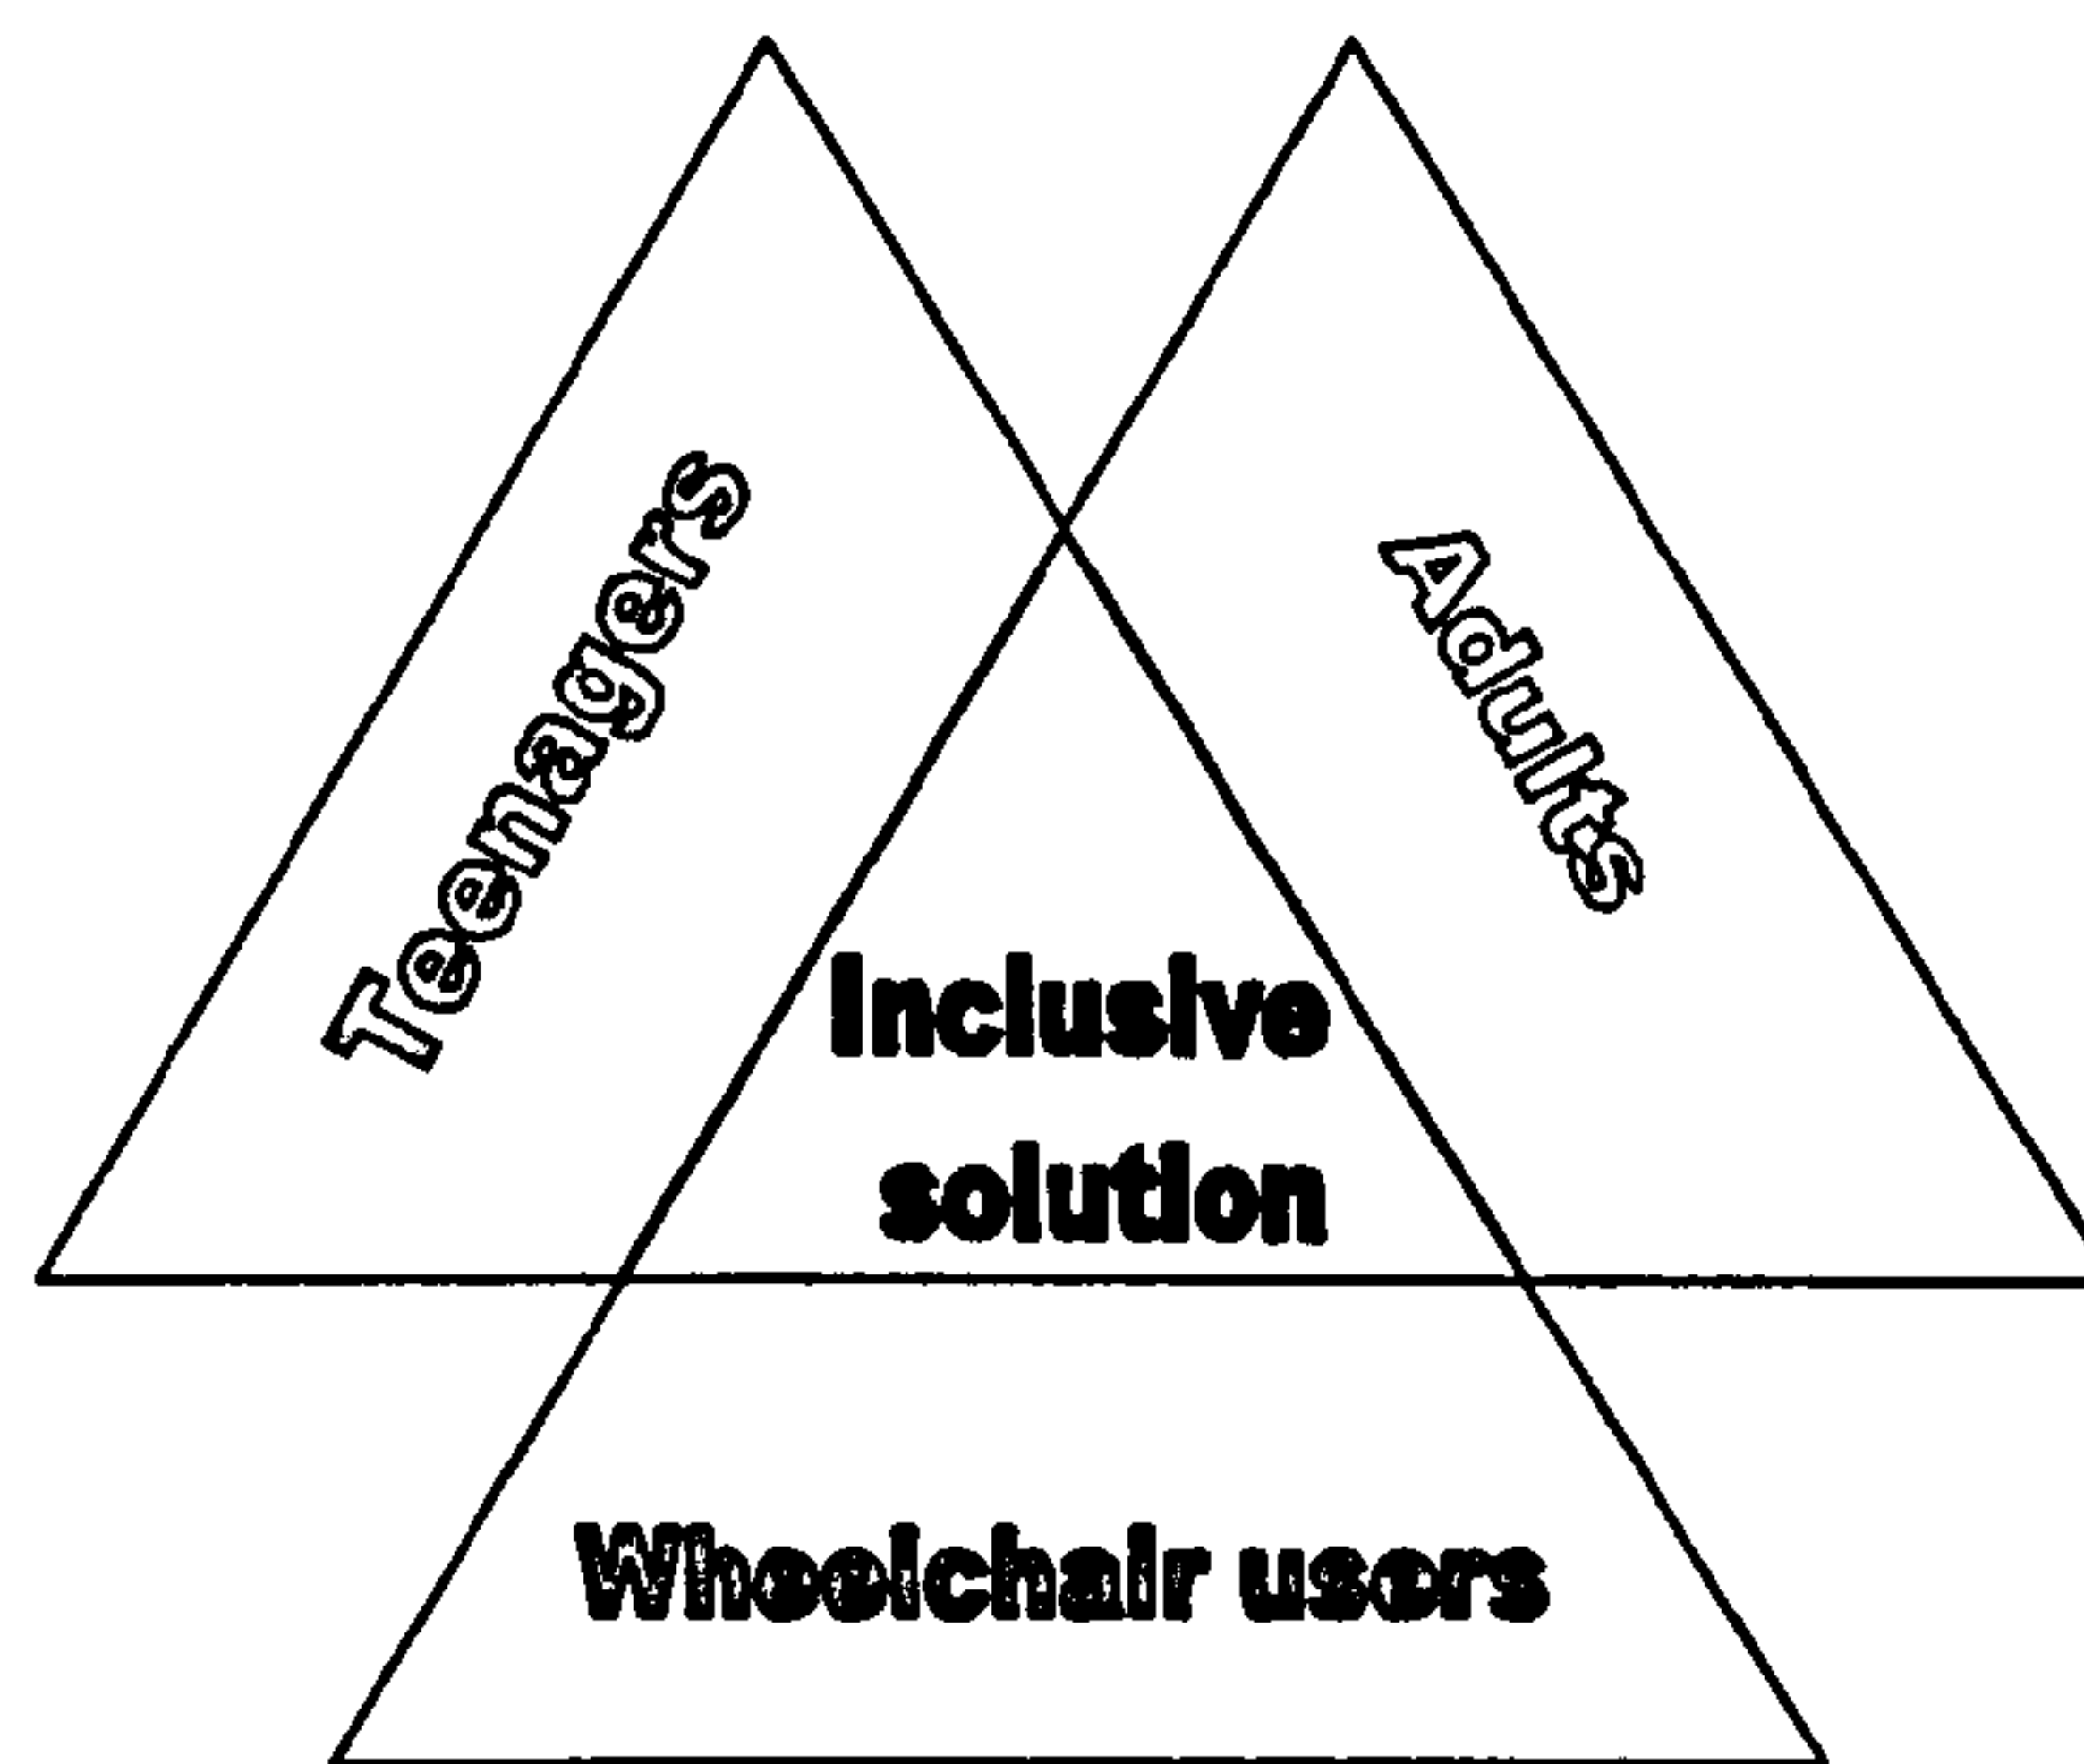 Teenagers
Adults
Inclusive
solution
Wheelchair users